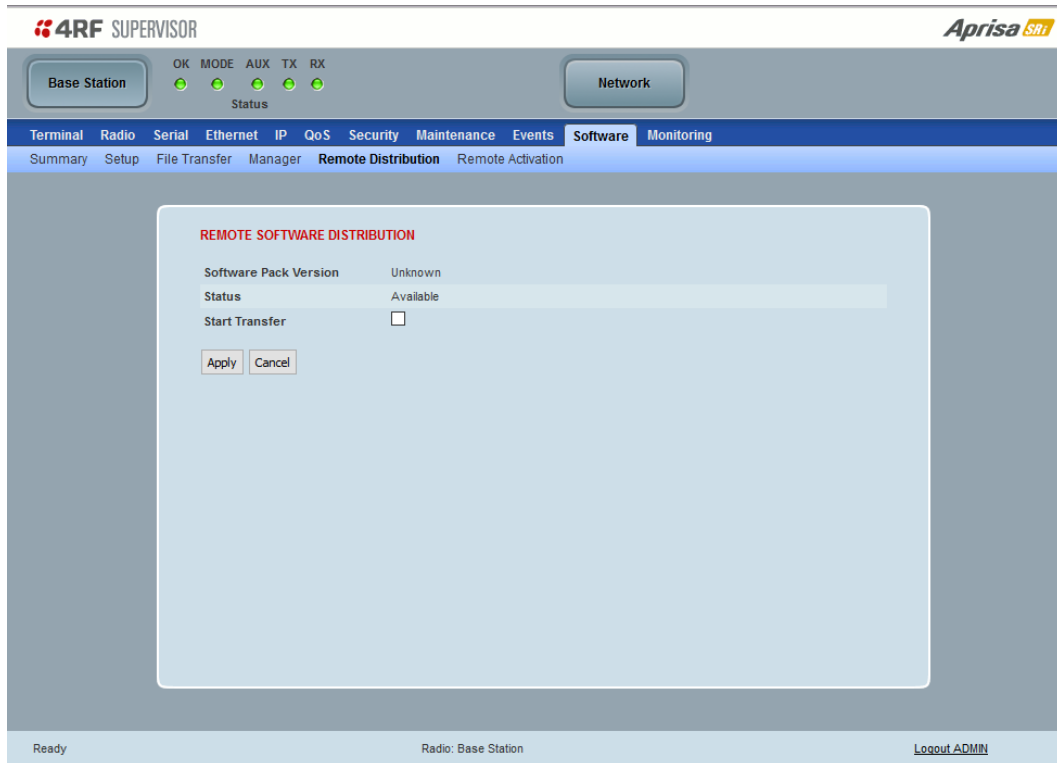 4RF SUPERVISOR
Aprisa SRi
Base Station
OK MODE AUX TX RX
Status
Network
Terminal Radio Serial Ethernet IP QoS Security Maintenance Events Software Monitoring
Summary Setup File Transfer Manager Remote Distribution Remote Activation
REMOTE SOFTWARE DISTRIBUTION
Software Pack Version Unknown
Status Available
Start Transfer
Apply Cancel
Ready Radio: Base Station Logout ADMIN